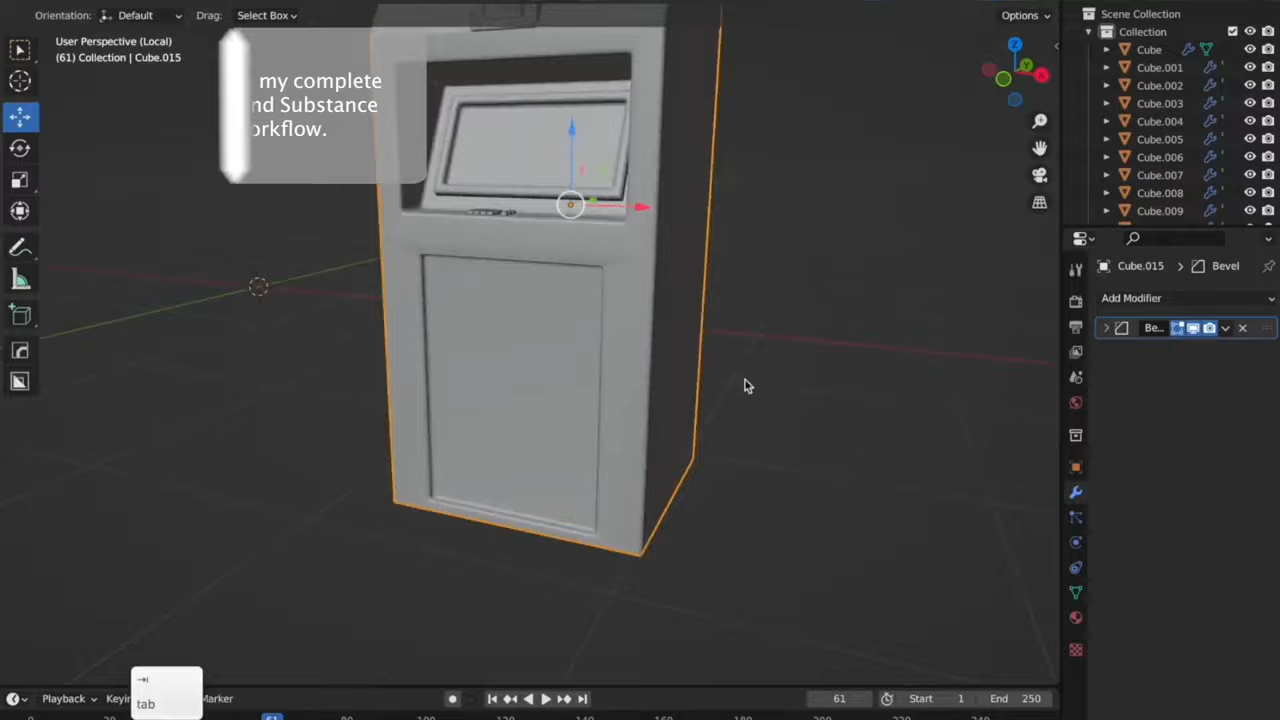 Orientation: Default Drag: Select Box Options
User Perspective (Local)
(61) Collection | Cube.015
my complete
nd Substance
orkflow.
Z
Y
X
Scene Collection
Collection
Cube
Cube.001
Cube.002
Cube.003
Cube.004
Cube.005
Cube.006
Cube.007
Cube.008
Cube.009
Cube.015 > Bevel
Add Modifier
Be...
tab
Playback Keyin Marker 61 Start 1 End 250
61